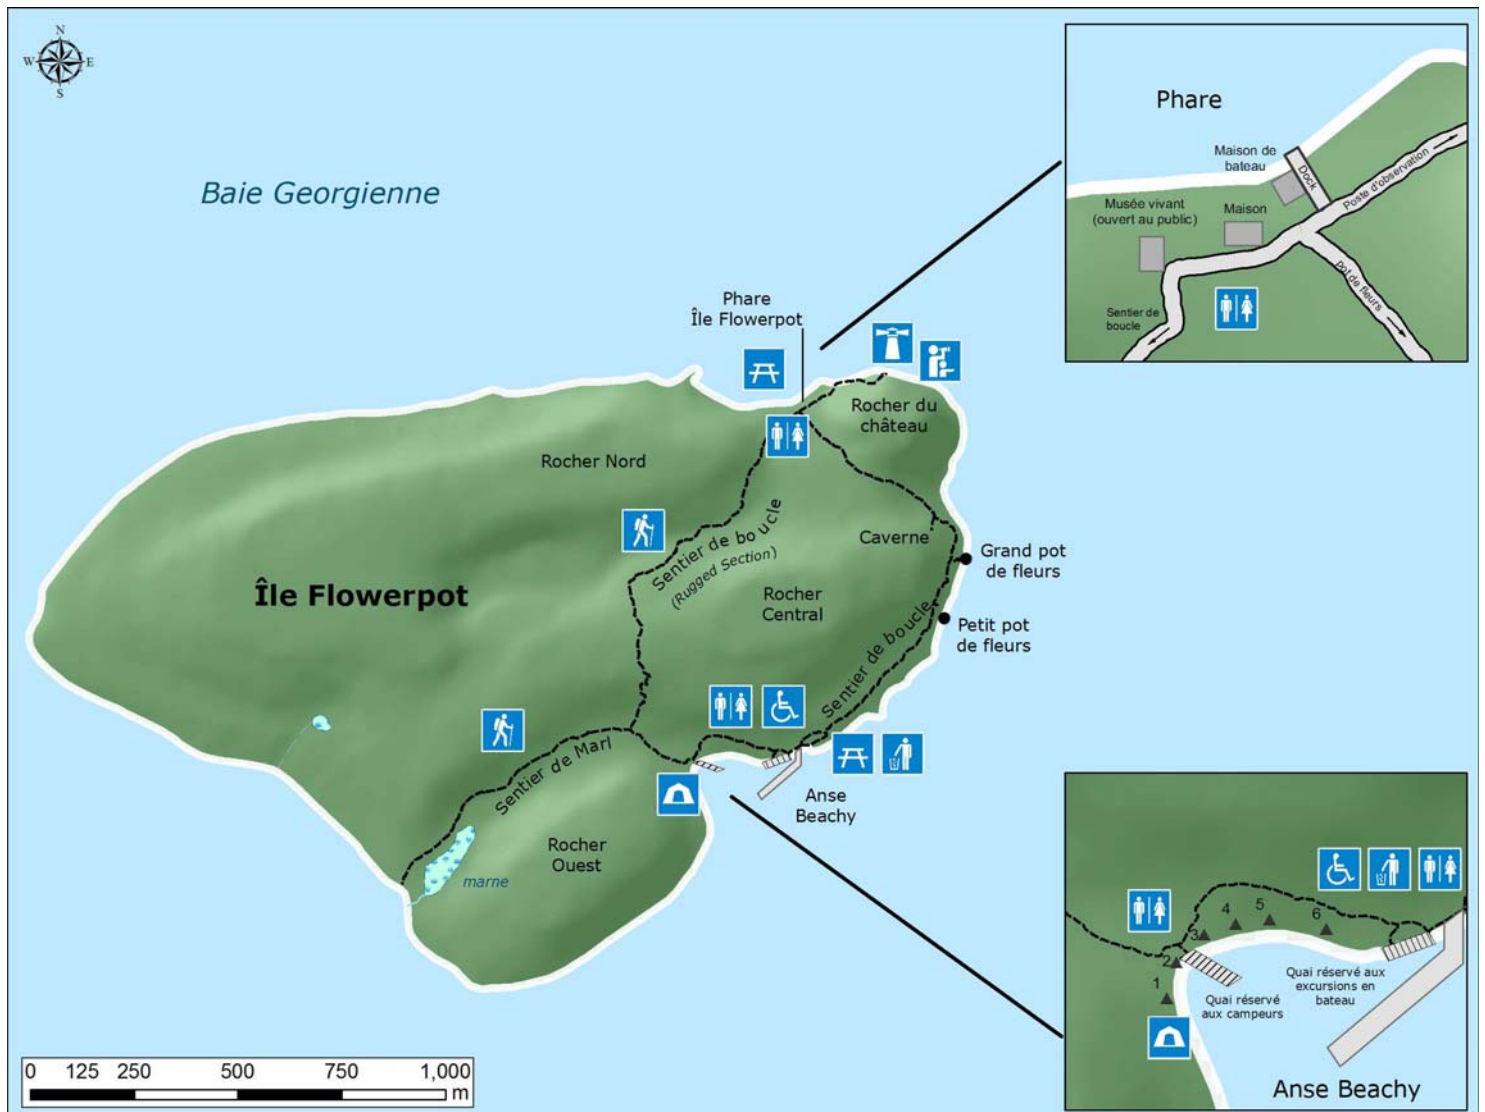 N
W E
S
Baie Georgienne
Phare
Île Flowerpot
Rocher du
château
Rocher Nord
Sentier de boucle
(Rugged Section)
Caverne
Grand pot
de fleurs
Île Flowerpot
Rocher
Central
Petit pot
de fleurs
Sentier de boucle
Sentier de Marl
Anse
Beachy
Rocher
Ouest
marne
0 125 250 500 750 1,000
m
Phare
Maison de
bateau
Dock
Poste d'observation
Musée vivant
(ouvert au public)
Maison
pot de fleurs
Sentier de
boucle
1
2
3
4
5
6
Quai réservé
aux campeurs
Quai réservé aux
excursions en
bateau
Anse Beachy